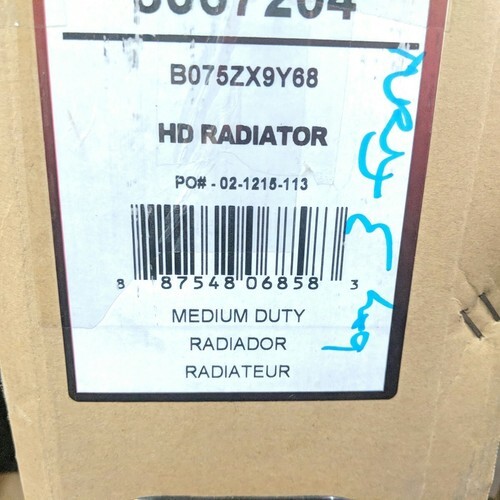 B075ZX9Y68
HD RADIATOR
PO# - 02-1215-113
8 87548 06858 3
MEDIUM DUTY
RADIADOR
RADIATEUR